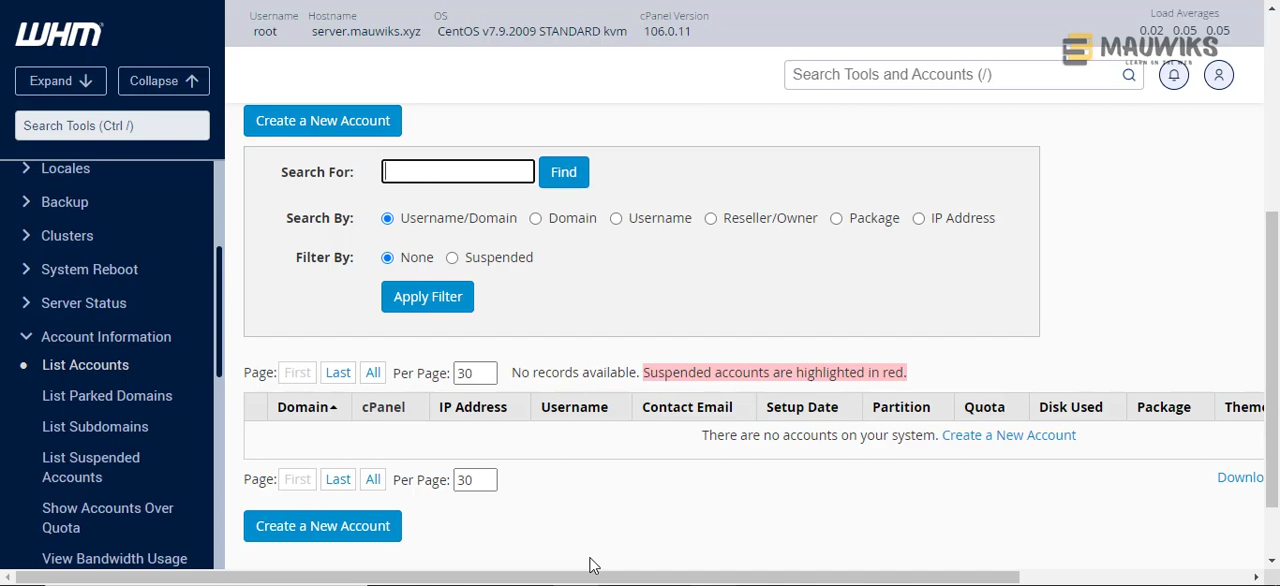 WHM
Username Hostname OS cPanel Version Load Averages
root server.mauwiks.xyz CentOS v7.9.2009 STANDARD kvm 106.0.11 0.02 0.05 0.05
MAUWIKS
LEARN ON THE WEB
Expand Collapse
Search Tools and Accounts (/)
Search Tools (Ctrl /)
Locales
Backup
Clusters
System Reboot
Server Status
Account Information
List Accounts
List Parked Domains
List Subdomains
List Suspended
Accounts
Show Accounts Over
Quota
View Bandwidth Usage
Create a New Account
Search For: Find
Search By: Username/Domain Domain Username Reseller/Owner Package IP Address
Filter By: None Suspended
Apply Filter
Page: First Last All Per Page: 30 No records available. Suspended accounts are highlighted in red.
Domain cPanel IP Address Username Contact Email Setup Date Partition Quota Disk Used Package Theme
There are no accounts on your system. Create a New Account
Page: First Last All Per Page: 30 Downlo
Create a New Account